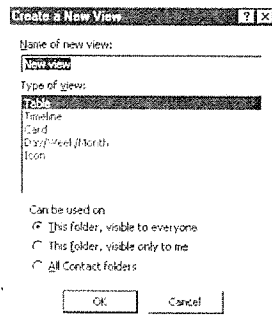 Create a New View
Name of new view:
New view
Type of view:
Table
Timeline
Card
Day/Week/Month
Icon
Can be used on
This folder, visible to everyone
This folder, visible only to me
All Contact folders
OK Cancel